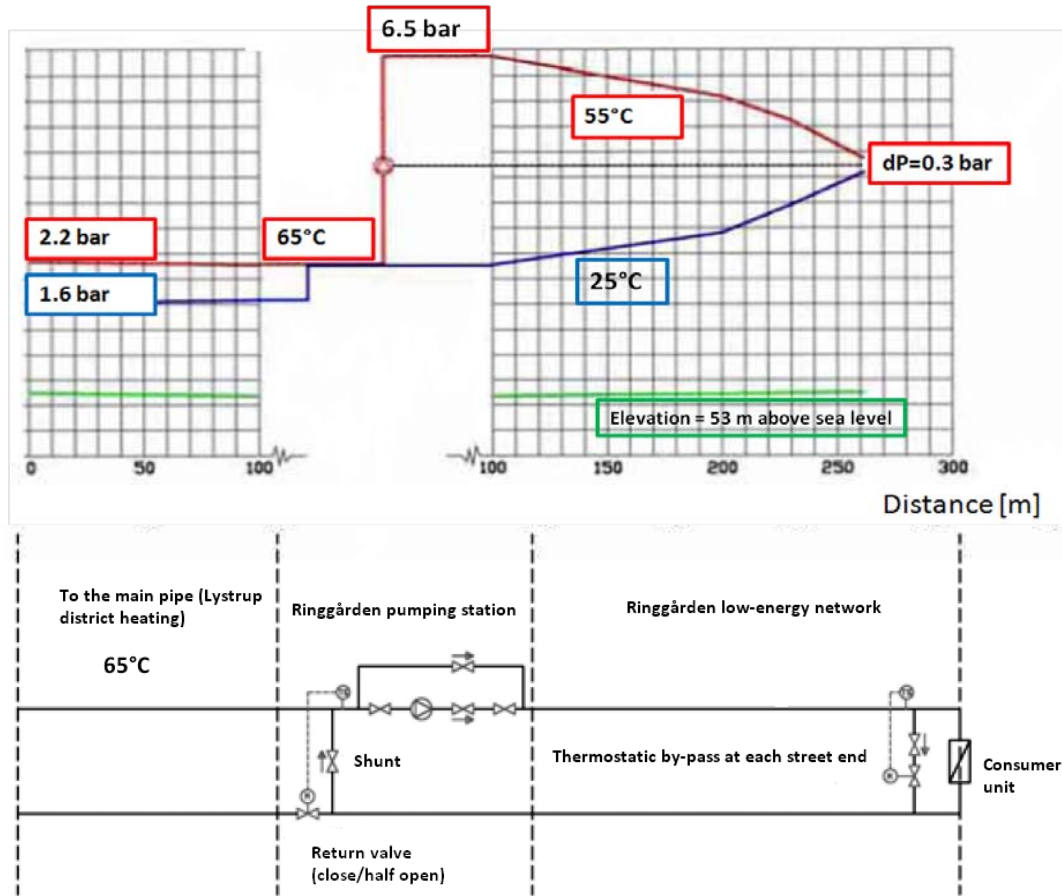 6.5 bar
55°C
dP=0.3 bar
2.2 bar
65°C
1.6 bar
25°C
Elevation = 53 m above sea level
0 50 100 100 150 200 250 300
Distance [m]
To the main pipe (Lystrup
district heating)
65°C
Ringgården pumping station
Ringgården low-energy network
Shunt
Thermostatic by-pass at each street end
Consumer
unit
Return valve
(close/half open)